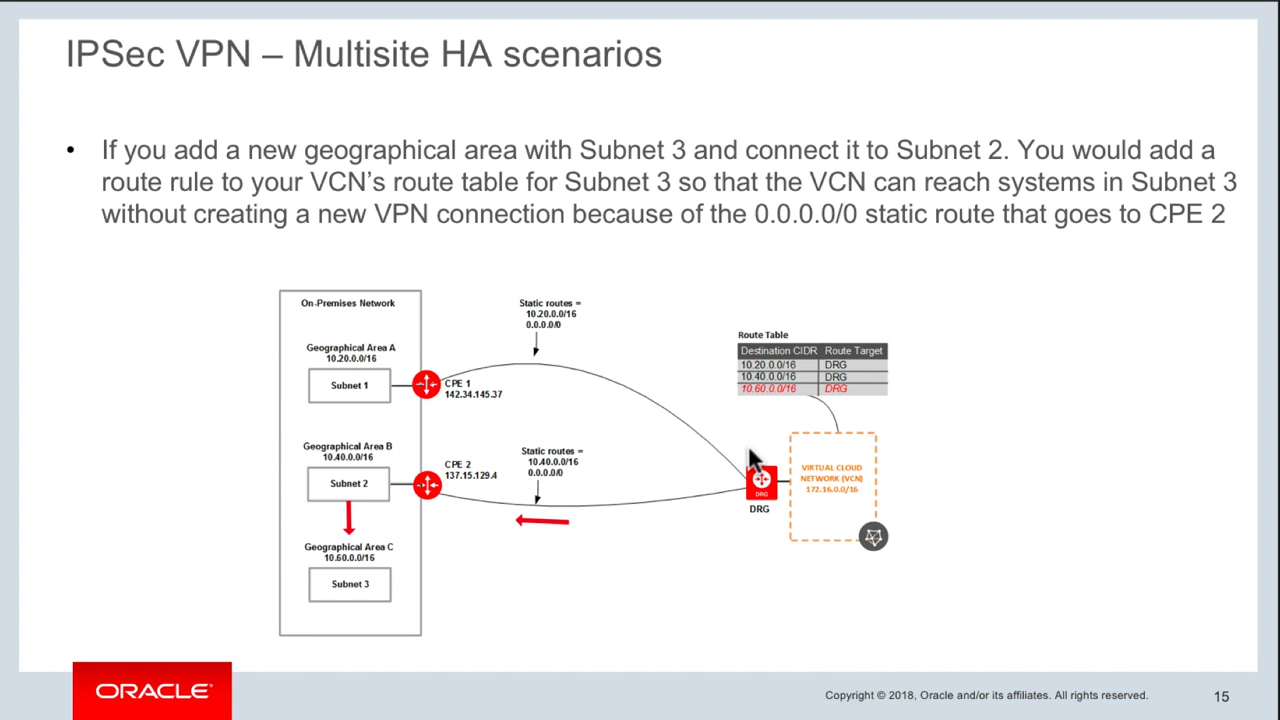 IPSec VPN – Multisite HA scenarios
• If you add a new geographical area with Subnet 3 and connect it to Subnet 2. You would add a
route rule to your VCN's route table for Subnet 3 so that the VCN can reach systems in Subnet 3
without creating a new VPN connection because of the 0.0.0.0/0 static route that goes to CPE 2
On-Premises Network
Geographical Area A
10.20.0.0/16
Subnet 1
CPE 1
142.34.145.37
Static routes =
10.20.0.0/16
0.0.0.0/0
Geographical Area B
10.40.0.0/16
Subnet 2
CPE 2
137.15.129.4
Static routes =
10.40.0.0/16
0.0.0.0/0
Geographical Area C
10.60.0.0/16
Subnet 3
Route Table
Destination CIDR Route Target
10.20.0.0/16 DRG
10.40.0.0/16 DRG
10.60.0.0/16 DRG
DRG
DRG
VIRTUAL CLOUD
NETWORK (VCN)
172.16.0.0/16
ORACLE®
Copyright © 2018, Oracle and/or its affiliates. All rights reserved.
15